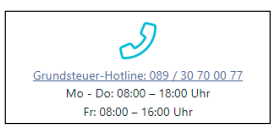 Grundsteuer-Hotline: 089 / 30 70 00 77
Mo - Do: 08:00 – 18:00 Uhr
Fr: 08:00 – 16:00 Uhr